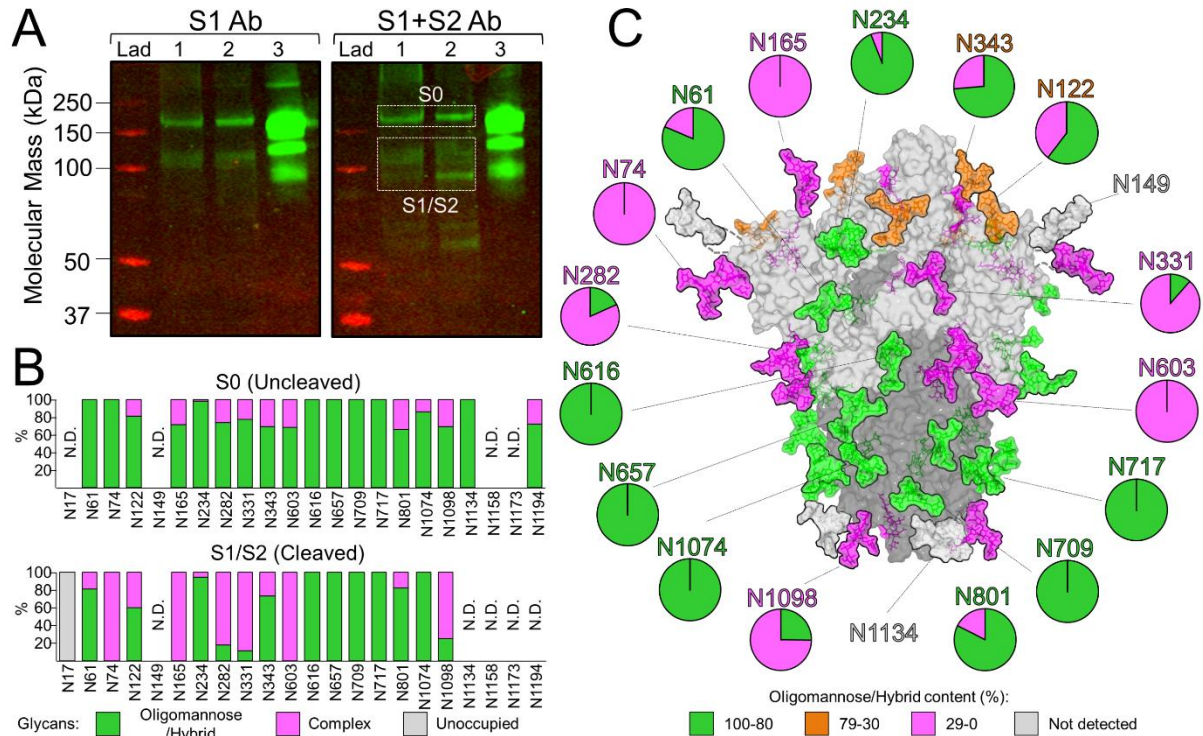 A
S1 Ab
S1+S2 Ab
Lad 1 2 3
Lad 1 2 3
Molecular Mass (kDa)
250
150
100
50
37
S0
S1/S2
B
S0 (Uncleaved)
%
100
80
60
40
20
N.D.
N.D.
N.D.
N.D.
N17 N61 N74 N122 N149 N165 N234 N282 N331 N343 N603 N616 N657 N709 N717 N801 N1074 N1098 N1134 N1158 N1173 N1194
S1/S2 (Cleaved)
%
100
80
60
40
20
N.D.
N.D.
N.D.
N.D.
N.D.
N17 N61 N74 N122 N149 N165 N234 N282 N331 N343 N603 N616 N657 N709 N717 N801 N1074 N1098 N1134 N1158 N1173 N1194
Glycans: Oligomannose Complex Unoccupied
/Hybrid
C
N234
N165
N343
N61
N122
N74
N149
N282
N331
N616
N603
N657
N717
N1074
N709
N1098
N1134
N801
Oligomannose/Hybrid content (%):
100-80 79-30 29-0 Not detected